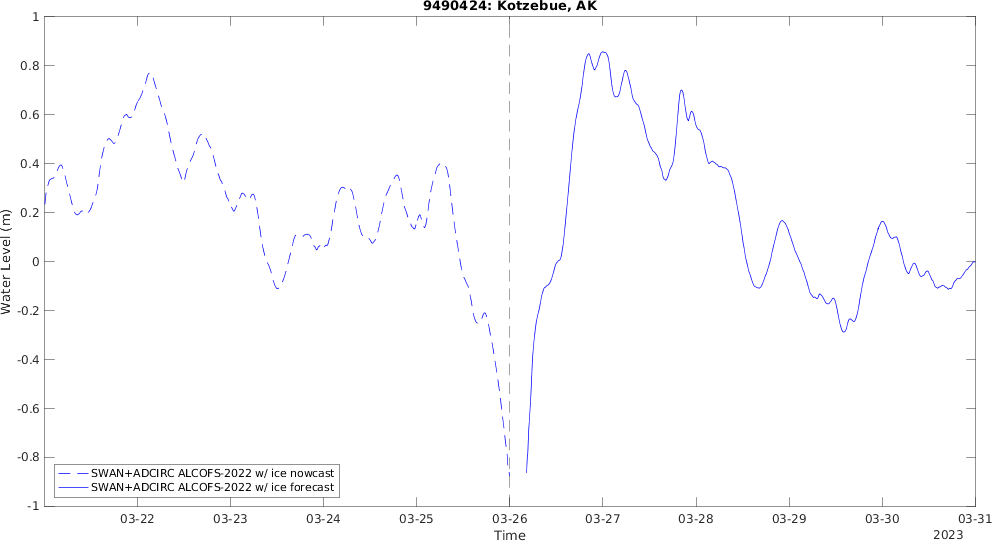 9490424: Kotzebue, AK
1
0.8
0.6
0.4
0.2
0
-0.2
-0.4
-0.6
-0.8
-1
Water Level (m)
SWAN+ADCIRC ALCOFS-2022 w/ ice nowcast
SWAN+ADCIRC ALCOFS-2022 w/ ice forecast
03-22 03-23 03-24 03-25 03-26 03-27 03-28 03-29 03-30 03-31
Time
2023